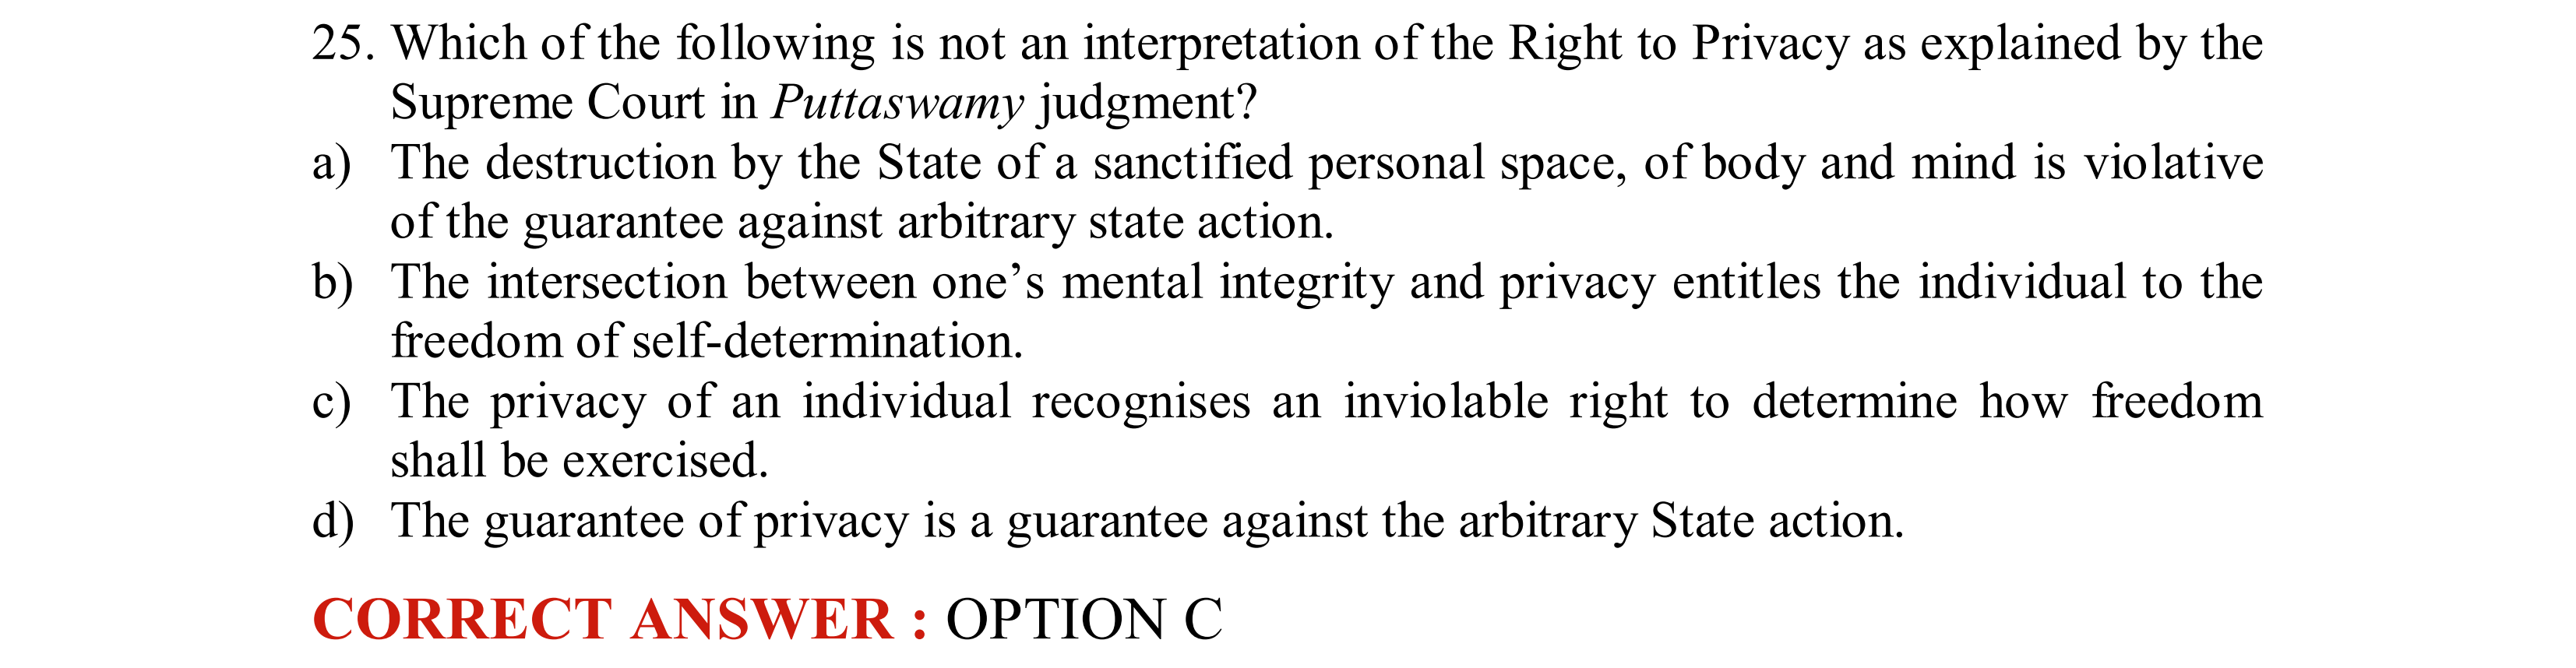 25. Which of the following is not an interpretation of the Right to Privacy as explained by the
Supreme Court in Puttaswamy judgment?
a) The destruction by the State of a sanctified personal space, of body and mind is violative
of the guarantee against arbitrary state action.
b) The intersection between one’s mental integrity and privacy entitles the individual to the
freedom of self-determination.
c) The privacy of an individual recognises an inviolable right to determine how freedom
shall be exercised.
d) The guarantee of privacy is a guarantee against the arbitrary State action.
CORRECT ANSWER : OPTION C